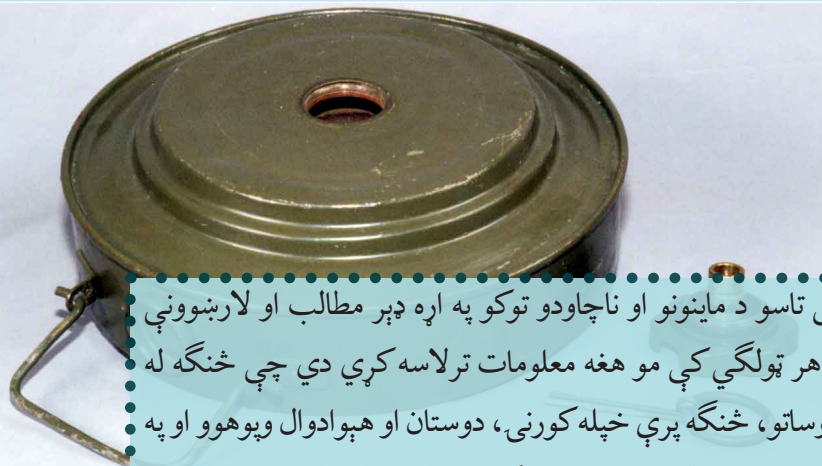 تاسو د ماینونو او ناچاودو توکو په اړه ډېر مطالب او لارښوونې
هر ټولګي کې مو هغه معلومات ترلاسه کړي دي چې څنګه له
وساتو، څنګه پرې خپله کورنۍ، دوستان او هېوادوال وپوهوو او په